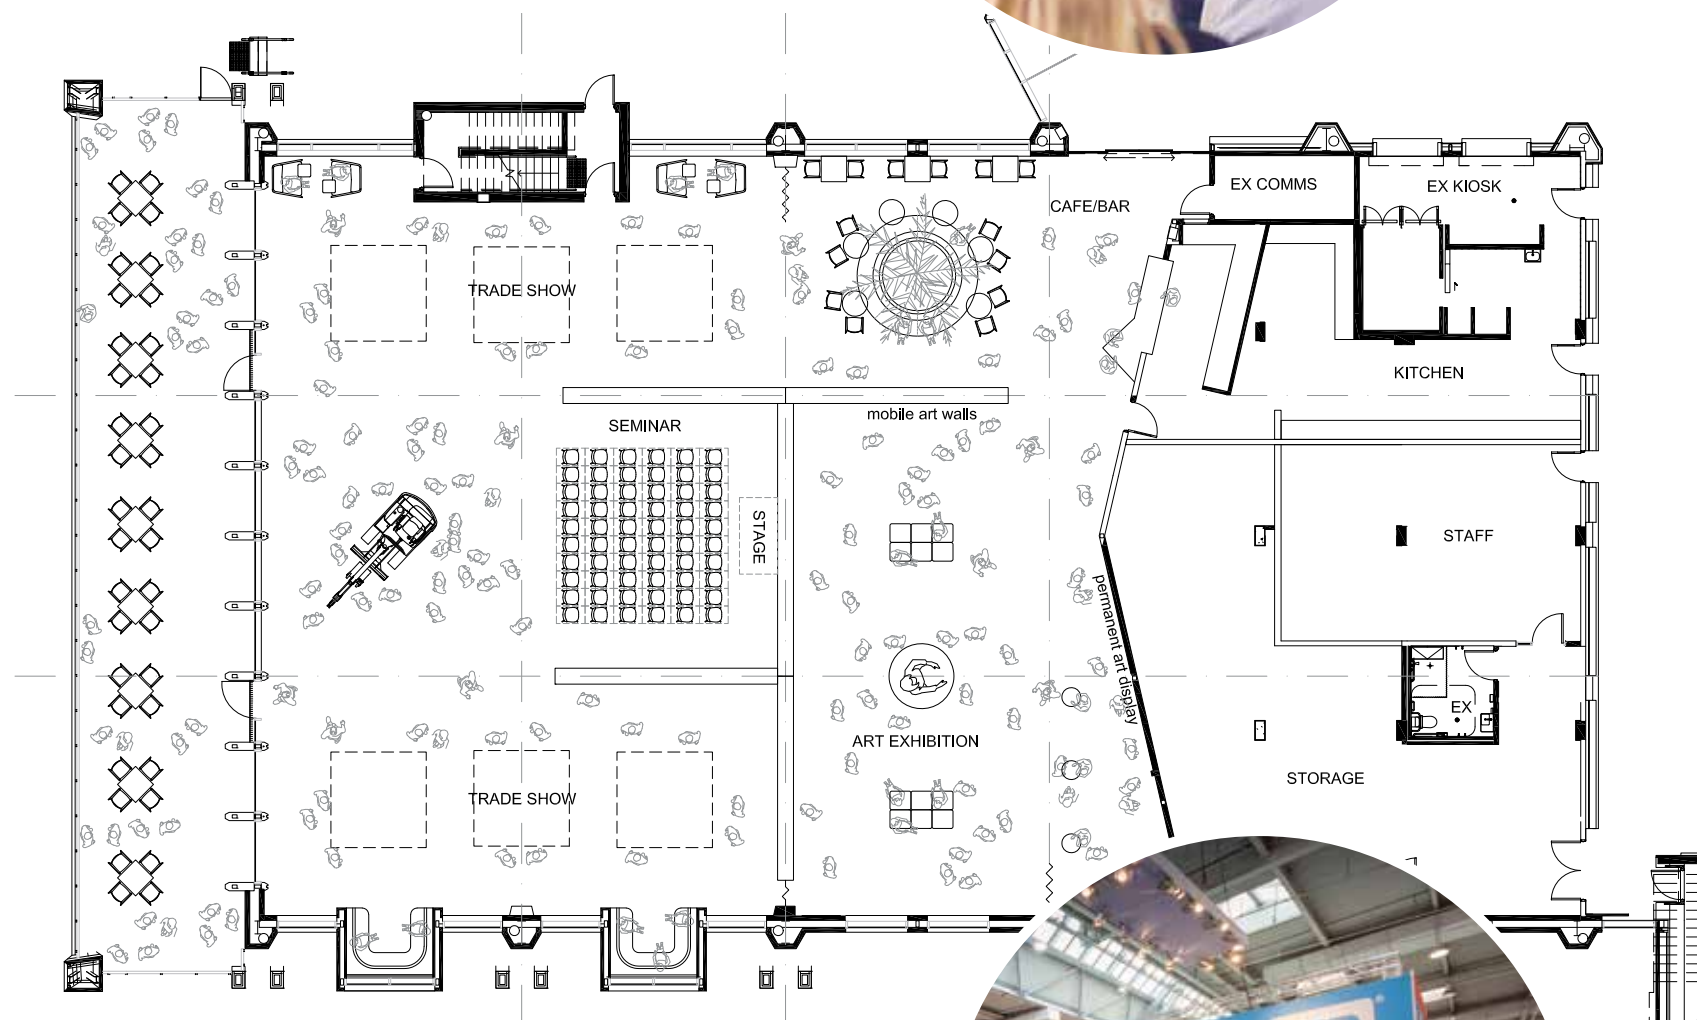 EX COMMS
EX KIOSK
CAFE/BAR
TRADE SHOW
KITCHEN
mobile art walls
SEMINAR
STAGE
STAFF
permanent art display
EX
ART EXHIBITION
STORAGE
TRADE SHOW